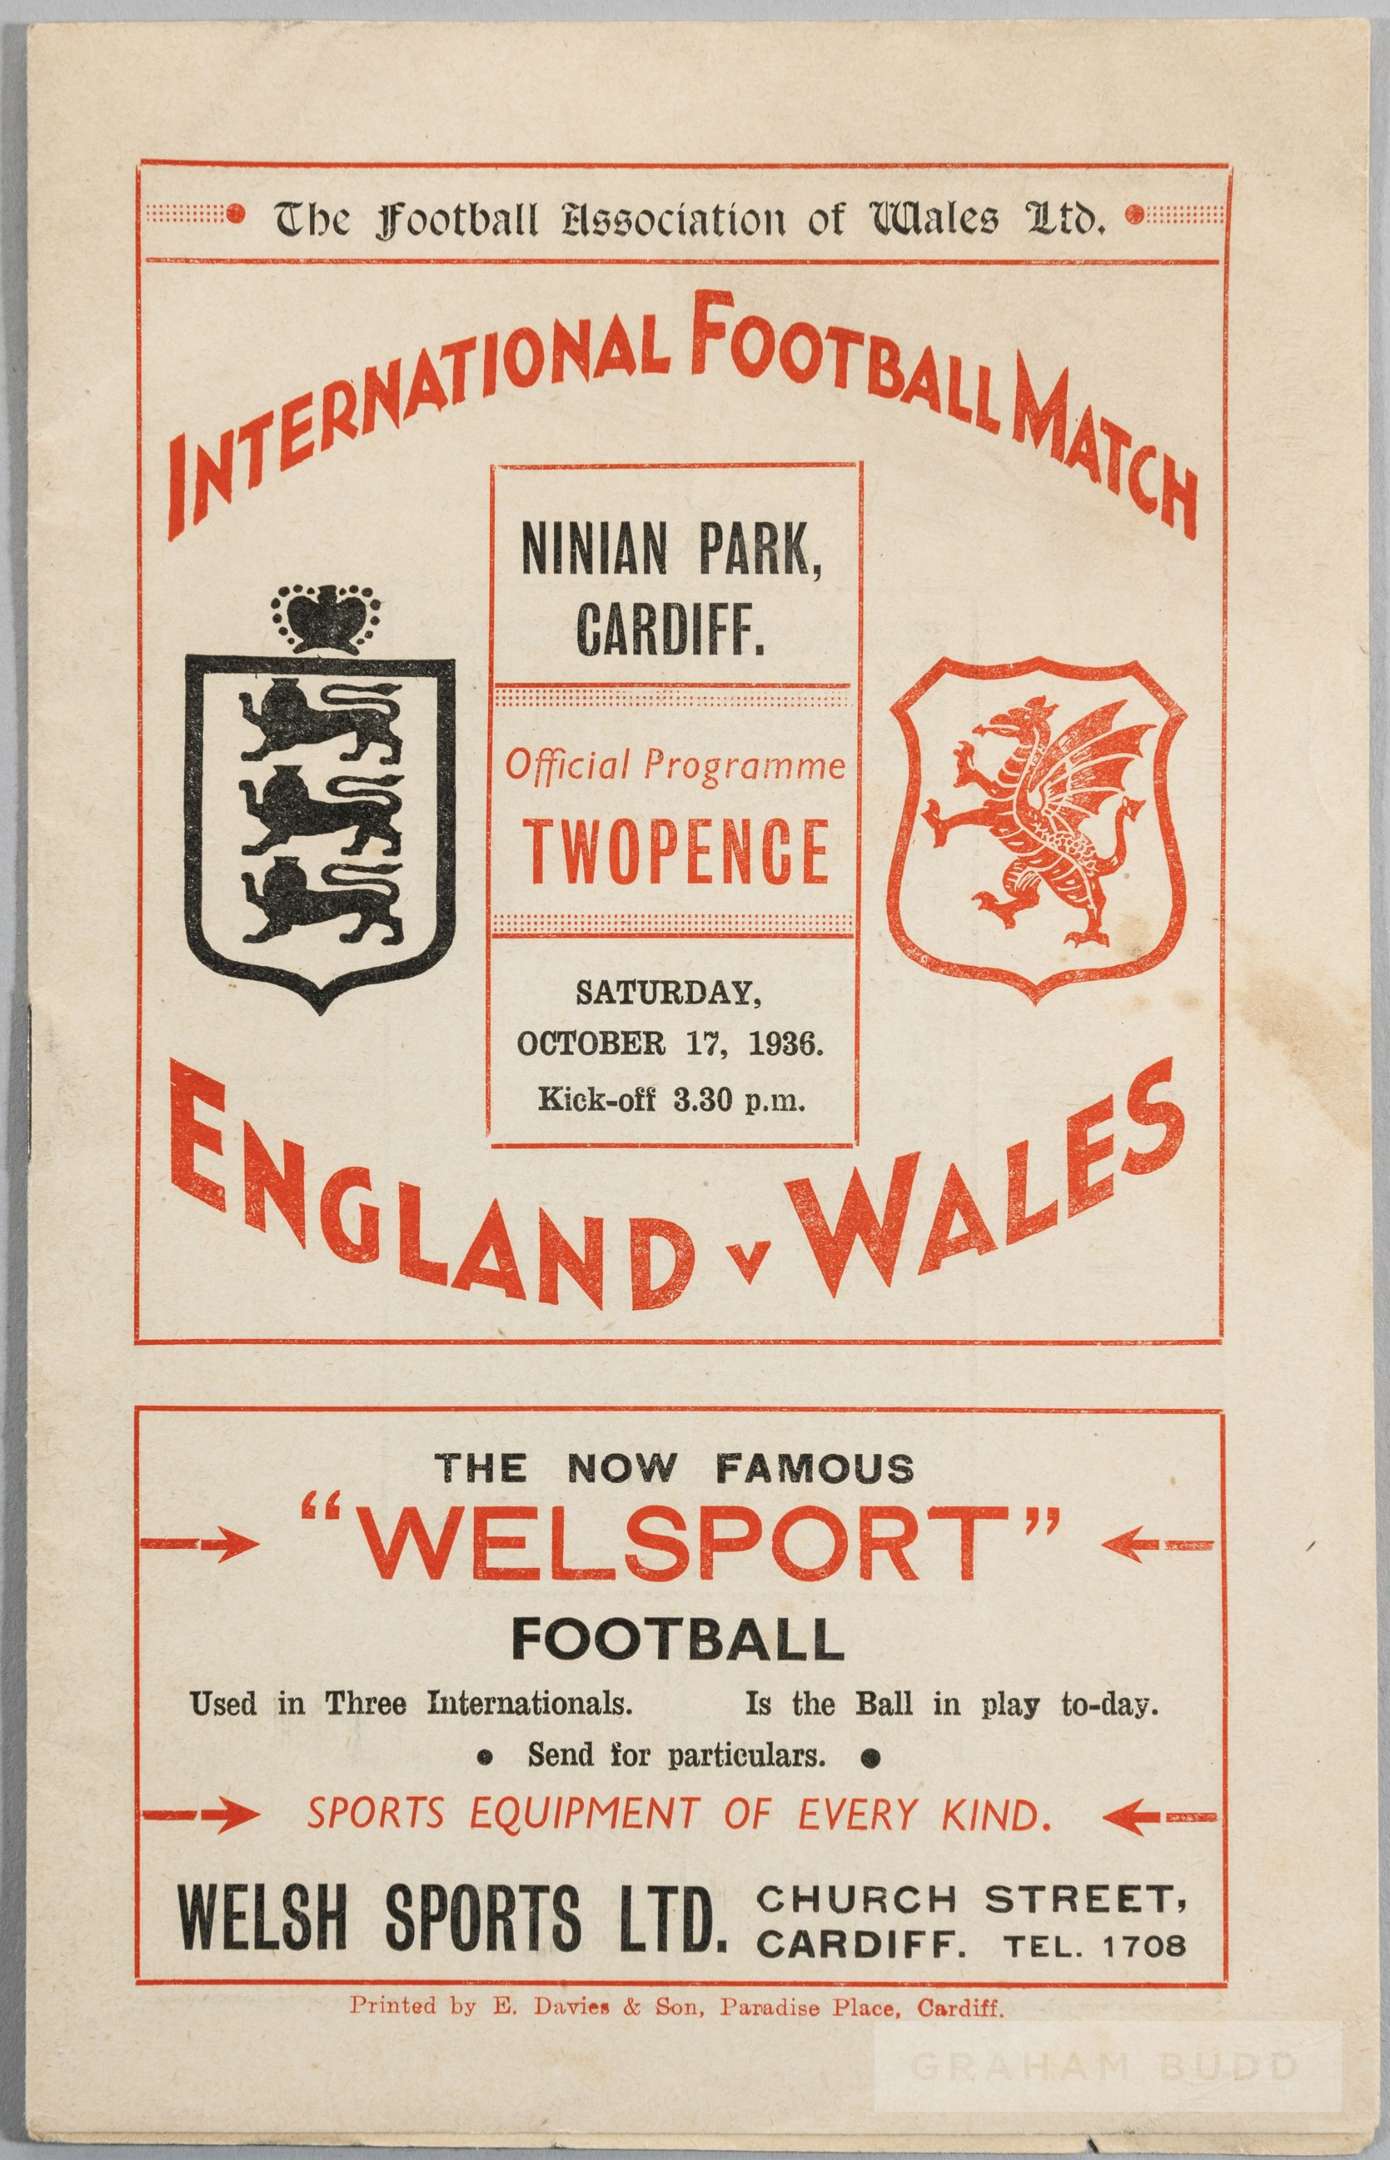 The Football Association of Wales Ltd.
INTERNATIONAL FOOTBALL MATCH
NINIAN PARK,
CARDIFF.
Official Programme
TWOPENCE
SATURDAY,
OCTOBER 17, 1936.
Kick-off 3.30 p.m.
ENGLAND v WALES
THE NOW FAMOUS
"WELSPORT"
FOOTBALL
Used in Three Internationals. Is the Ball in play to-day.
• Send for particulars. •
SPORTS EQUIPMENT OF EVERY KIND.
WELSH SPORTS LTD. CHURCH STREET,
CARDIFF. TEL. 1708
Printed by E. Davies & Son, Paradise Place, Cardiff.
GRAHAM BUDD